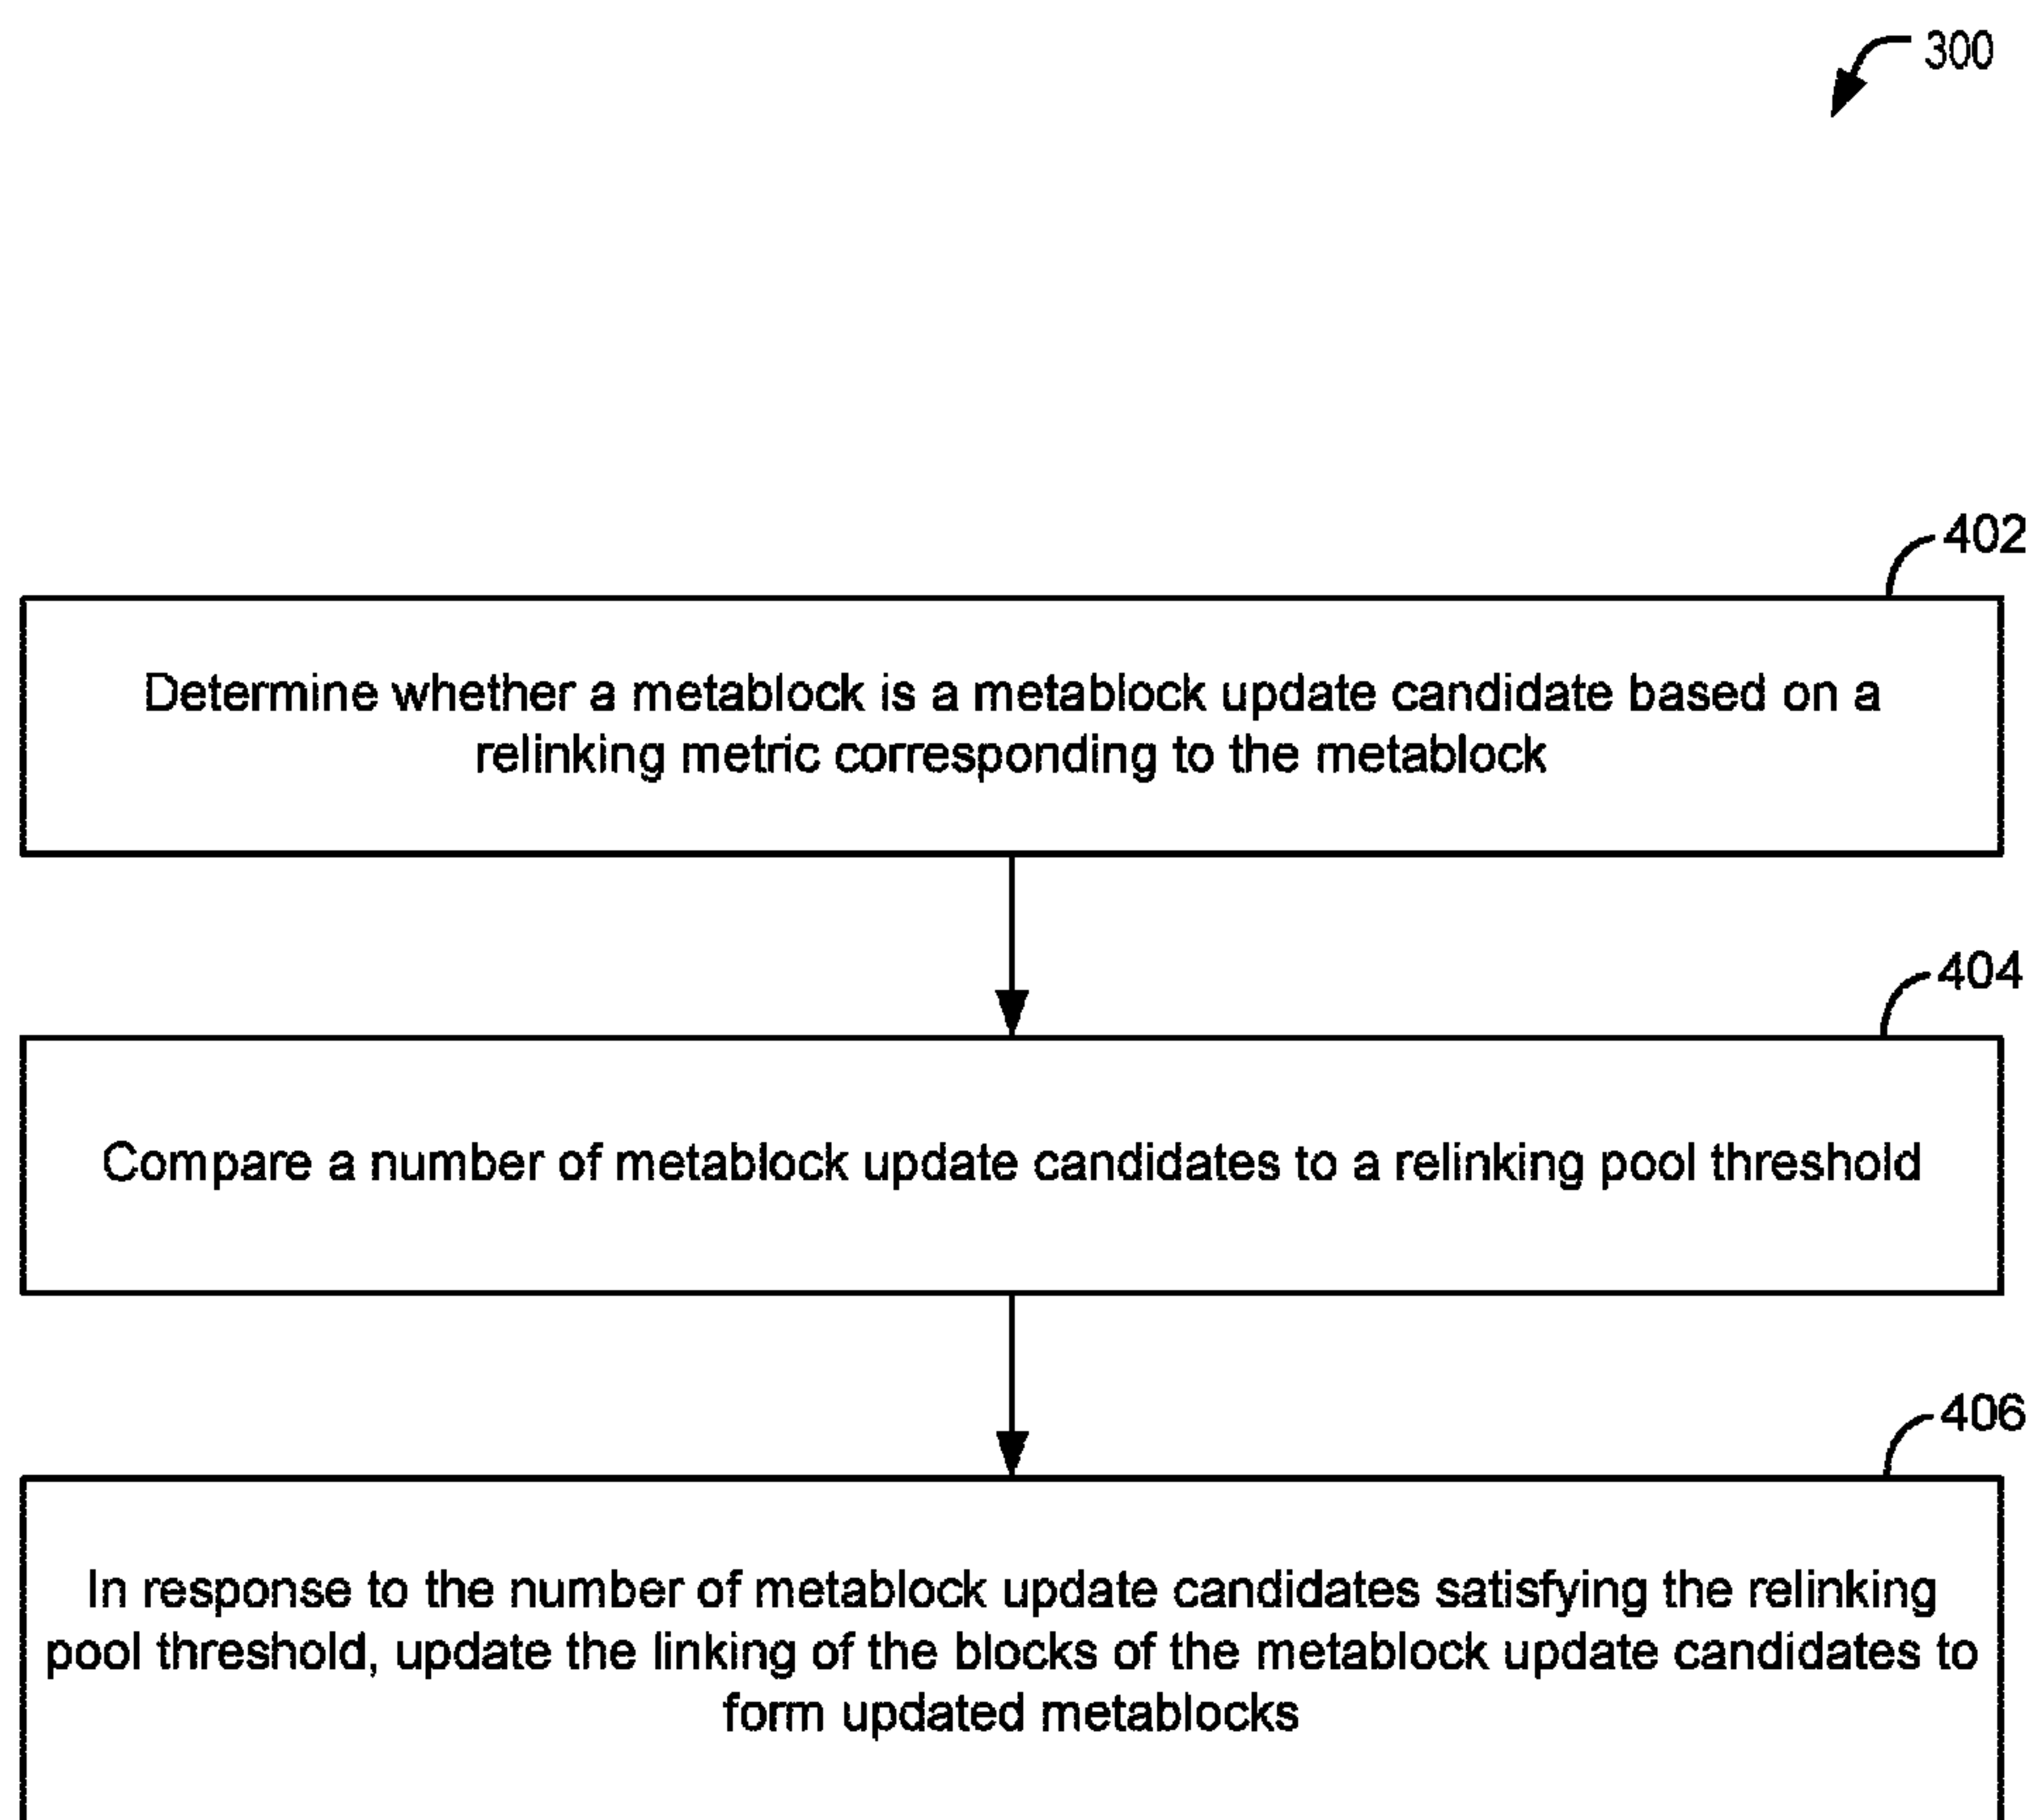 300
402
Determine whether a metablock is a metablock update candidate based on a
relinking metric corresponding to the metablock
404
Compare a number of metablock update candidates to a relinking pool threshold
406
In response to the number of metablock update candidates satisfying the relinking
pool threshold, update the linking of the blocks of the metablock update candidates to
form updated metablocks